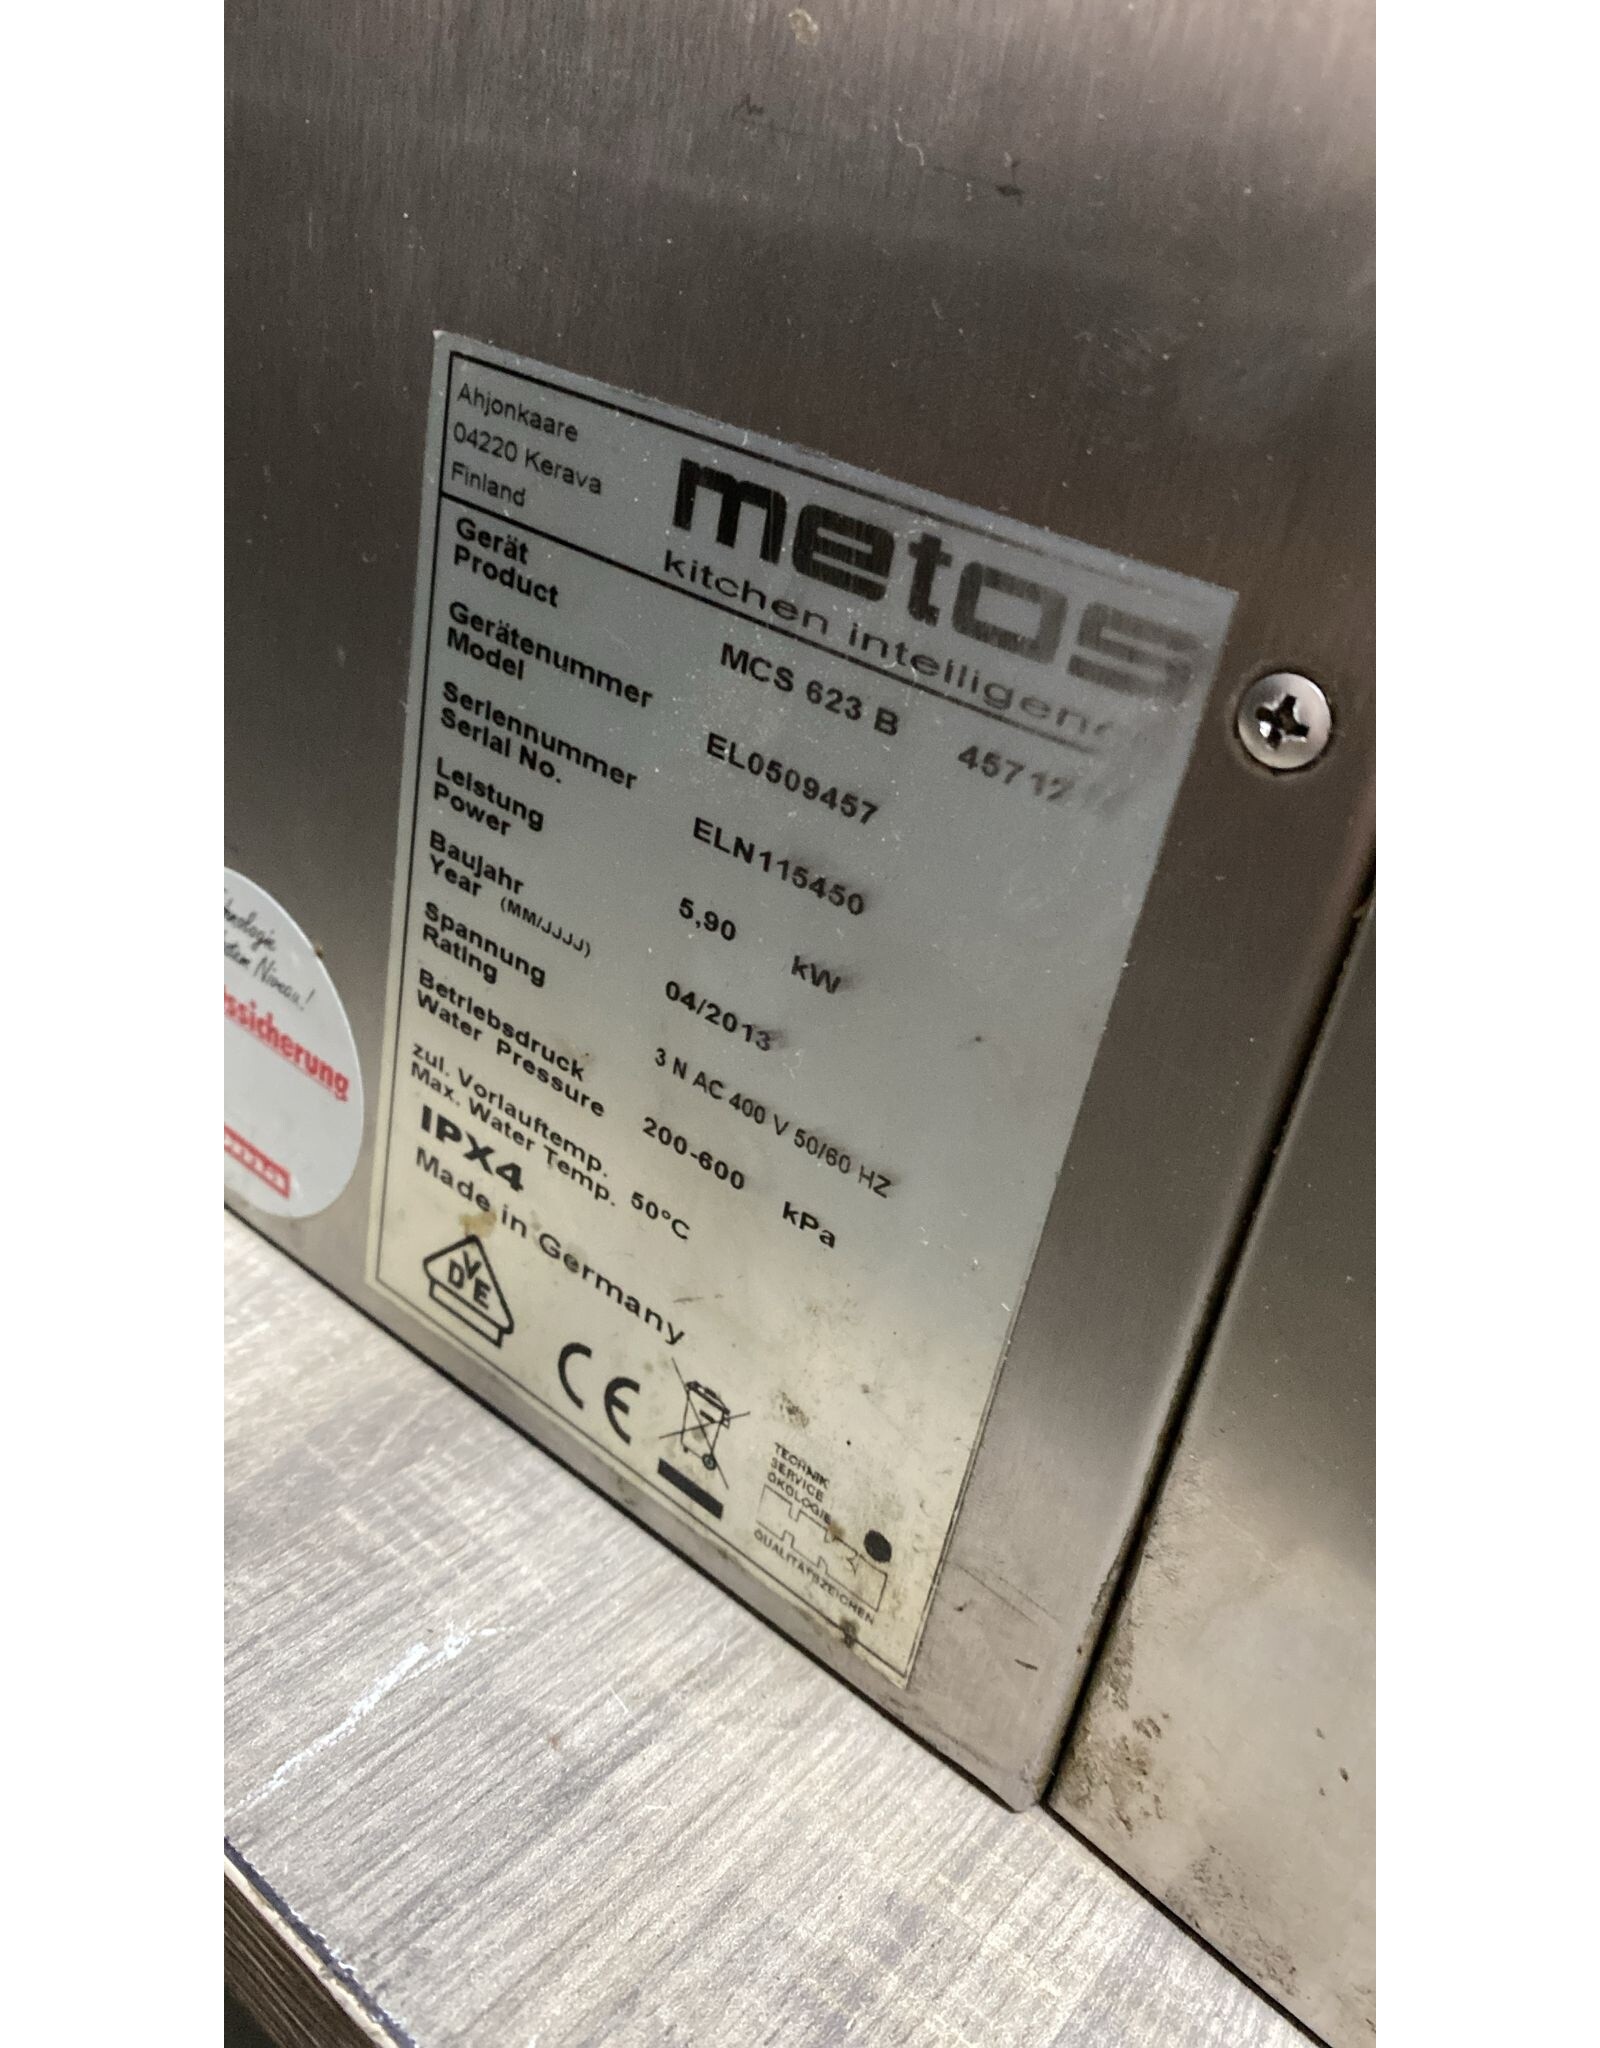 Ahjonkaare
04220 Kerava
Finland
metos
kitchen intelligence
Gerät
Product MCS 623 B
Gerätenummer
Model EL0509457
Seriennummer
Serial No. ELN115450
Leistung
Power 5,90 kW
Baujahr
Year (MM/JJJJ) 04/2013
Spannung
Rating 3 N AC 400 V 50/60 HZ
Betriebsdruck
Water Pressure 200-600 kPa
zul. Vorlauftemp.
Max. Water Temp. 50°C
IPX4
Made in Germany
VDE
CE
TECHNIK
SERVICE
ÖKOLOGIE
QUALITÄTSZEICHEN
Niveau!